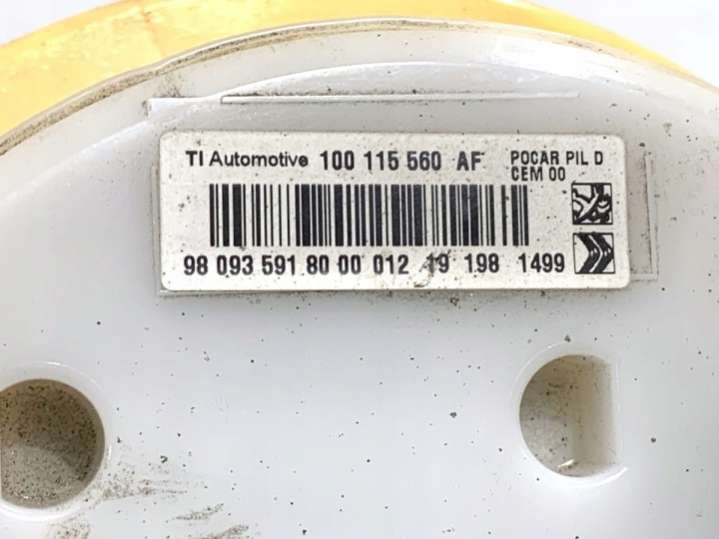 TI Automotive 100 115 560 AF
POCAR PIL D
CEM 00
98 093 591 80 00 012 19 198 1499